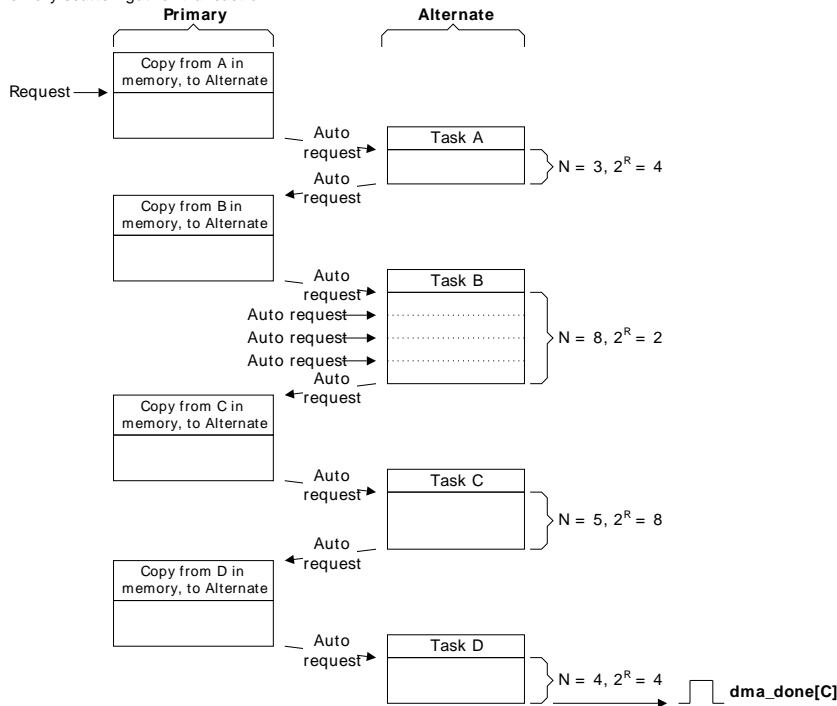 Primary
Alternate
Copy from A in
memory, to Alternate
Request
Auto
request
Task A
N = 3, 2^R = 4
Auto
request
Copy from B in
memory, to Alternate
Auto
request
Task B
Auto request
Auto request
Auto request
N = 8, 2^R = 2
Auto
request
Copy from C in
memory, to Alternate
Auto
request
Task C
N = 5, 2^R = 8
Auto
request
Copy from D in
memory, to Alternate
Auto
request
Task D
N = 4, 2^R = 4
dma_done[C]